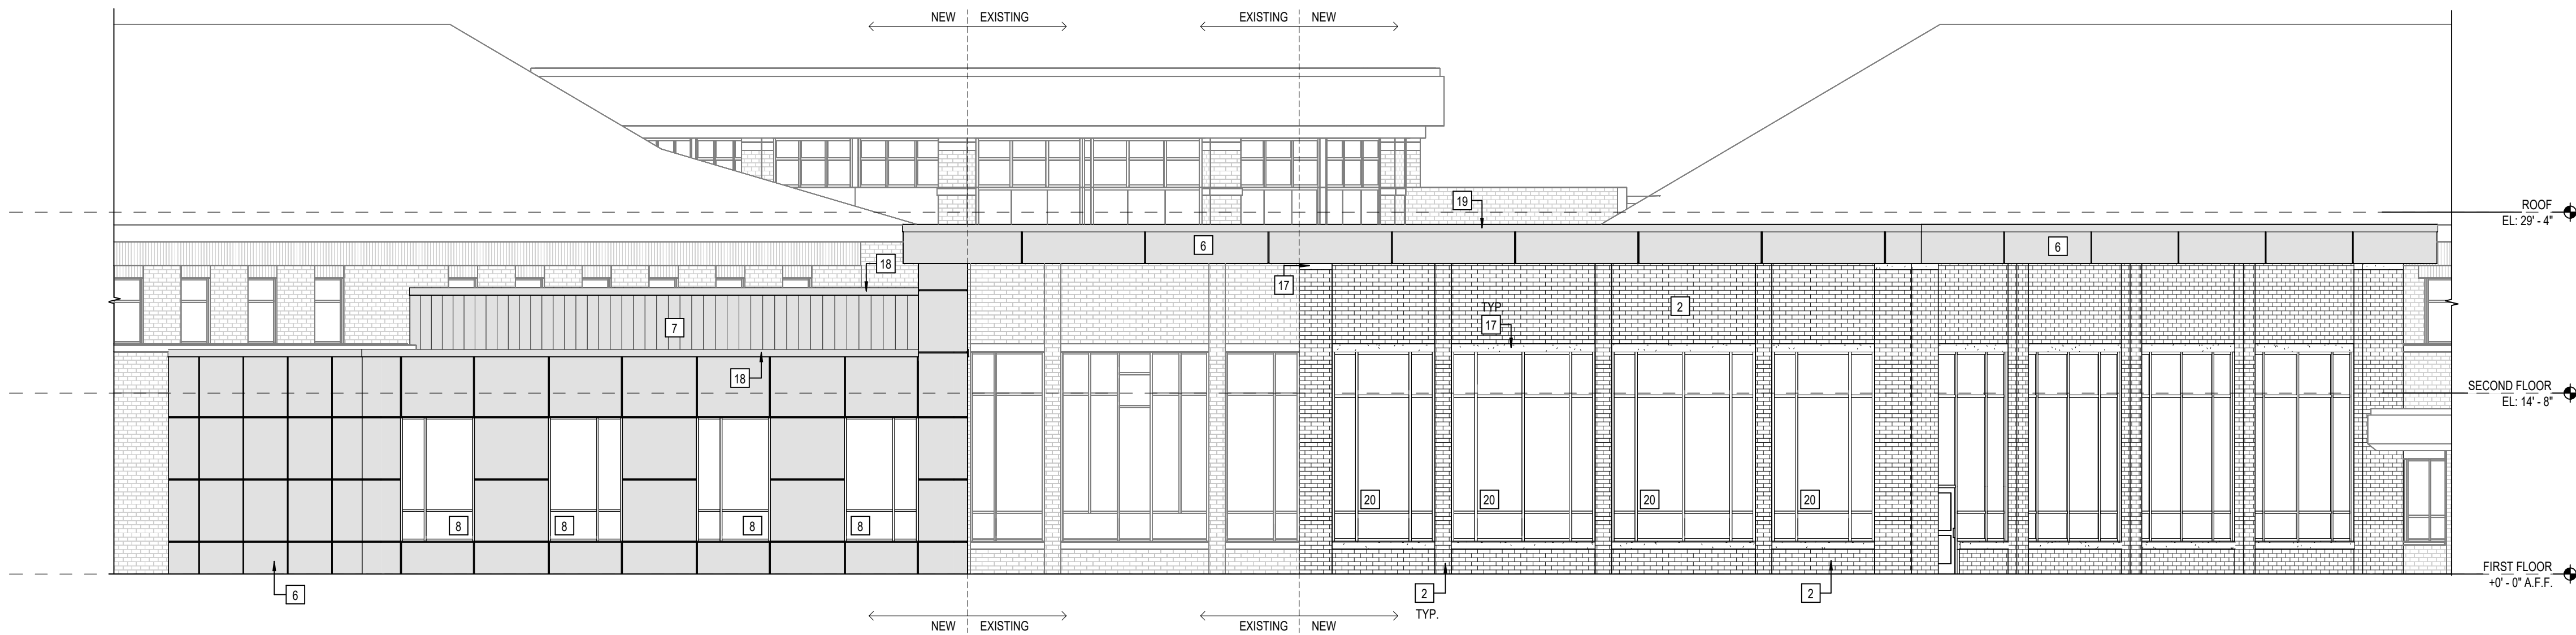 NEW EXISTING EXISTING NEW
19
ROOF
EL: 29' - 4"
6 6
18
17
TYP.
17
2
7
18
SECOND FLOOR
EL: 14' - 8"
20 20 20 20
8 8 8 8
FIRST FLOOR
+0' - 0" A.F.F.
6
2
TYP.
2
NEW EXISTING EXISTING NEW